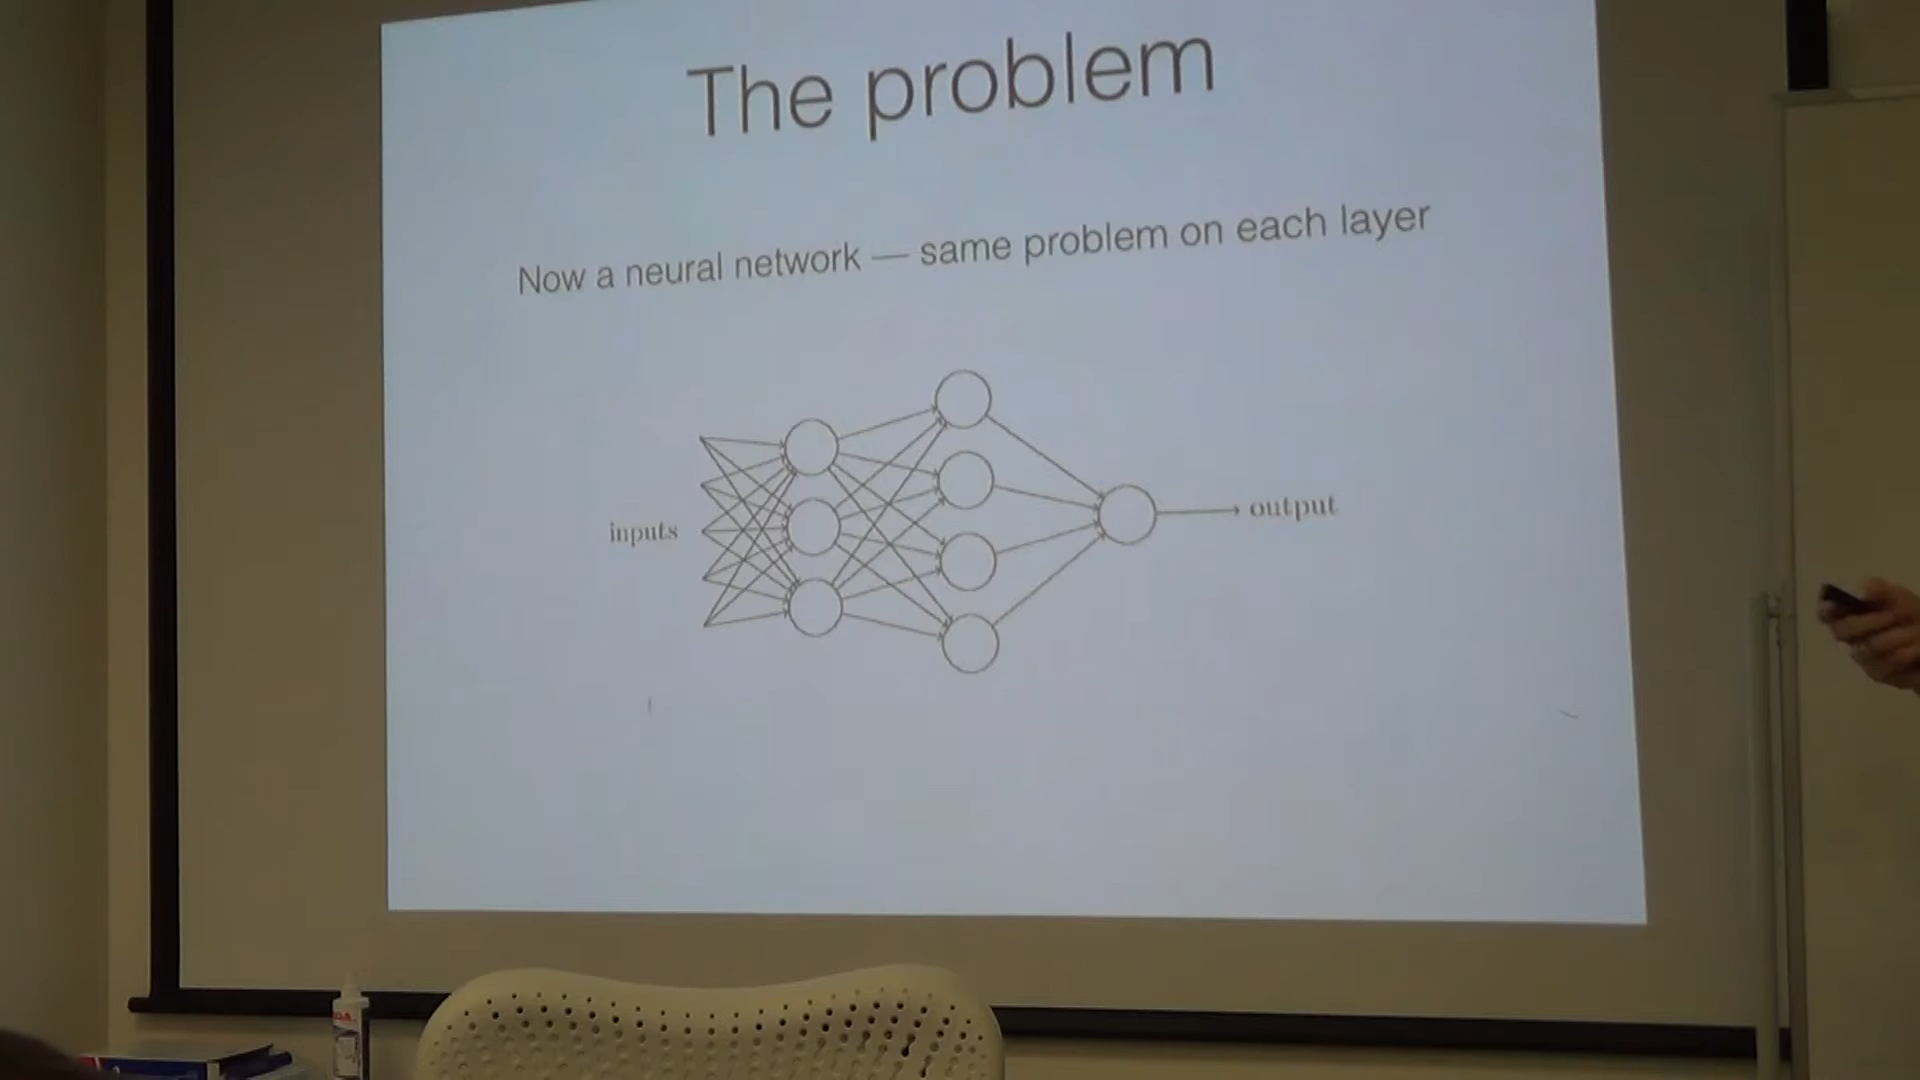 The problem
Now a neural network — same problem on each layer
inputs
output